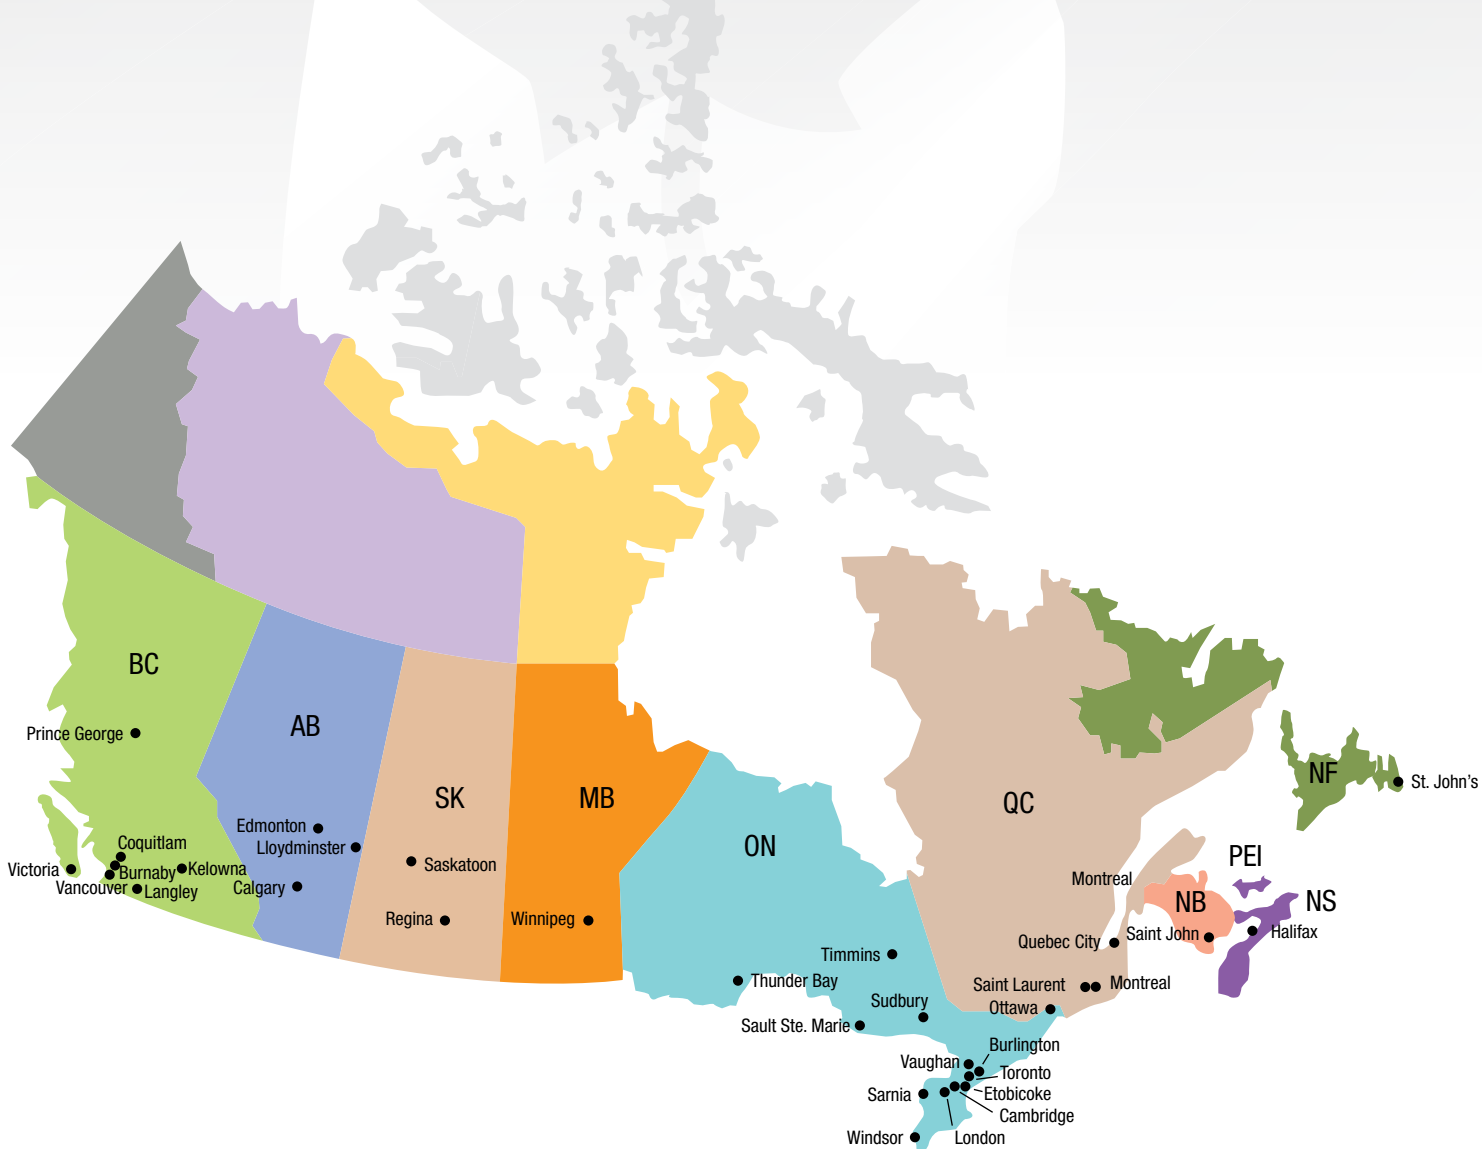 BC
Prince George
AB
SK
MB
ON
QC
NF
St. John's
PEI
NS
NB
Edmonton
Lloydminster
Calgary
Coquitlam
Victoria
Burnaby
Kelowna
Vancouver
Langley
Saskatoon
Regina
Winnipeg
Montreal
Quebec City
Saint John
Halifax
Timmins
Thunder Bay
Saint Laurent
Montreal
Sudbury
Ottawa
Sault Ste. Marie
Burlington
Vaughan
Toronto
Sarnia
Etobicoke
Cambridge
Windsor
London